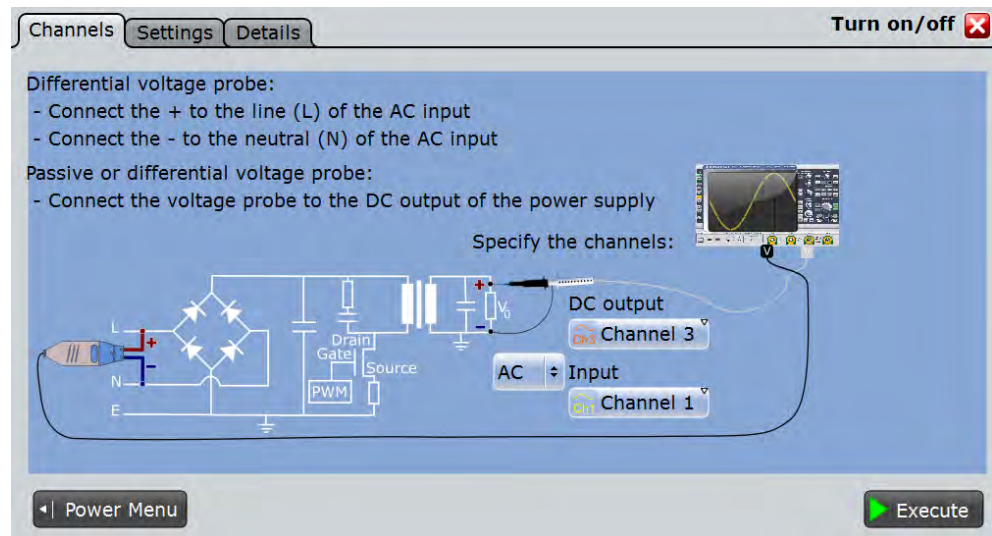 Channels Settings Details Turn on/off
Differential voltage probe:
- Connect the + to the line (L) of the AC input
- Connect the - to the neutral (N) of the AC input
Passive or differential voltage probe:
- Connect the voltage probe to the DC output of the power supply
Specify the channels:
V
+
V0
-
DC output
Ch3 Channel 3
L
+
-
N
E
Drain
Gate
Source
PWM
AC Input
Ch1 Channel 1
Power Menu
Execute